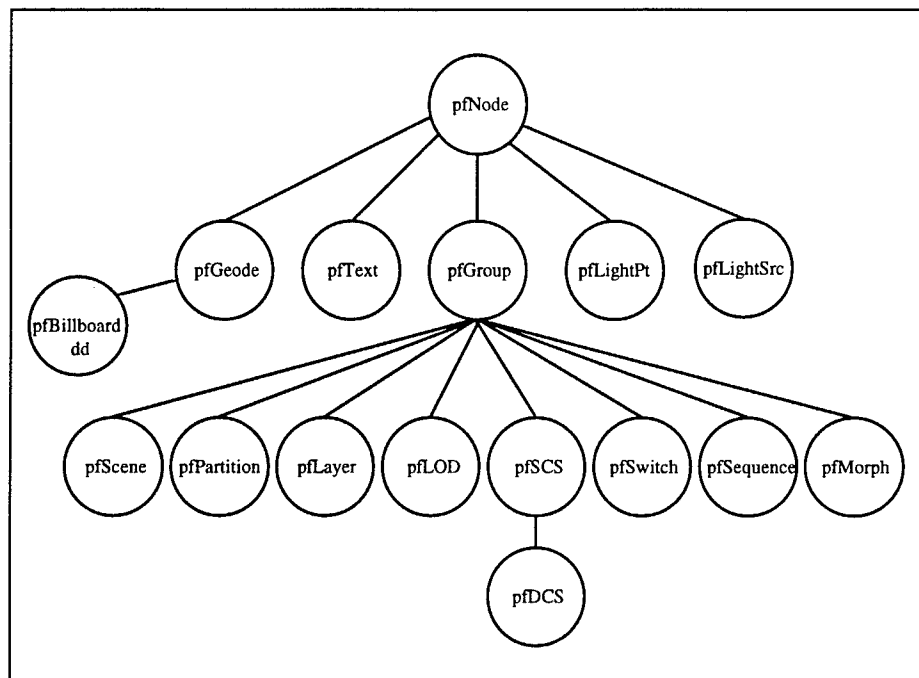 pfNode
pfGeode
pfText
pfGroup
pfLightPt
pfLightSrc
pfBillboard
dd
pfScene
pfPartition
pfLayer
pfLOD
pfSCS
pfSwitch
pfSequence
pfMorph
pfDCS